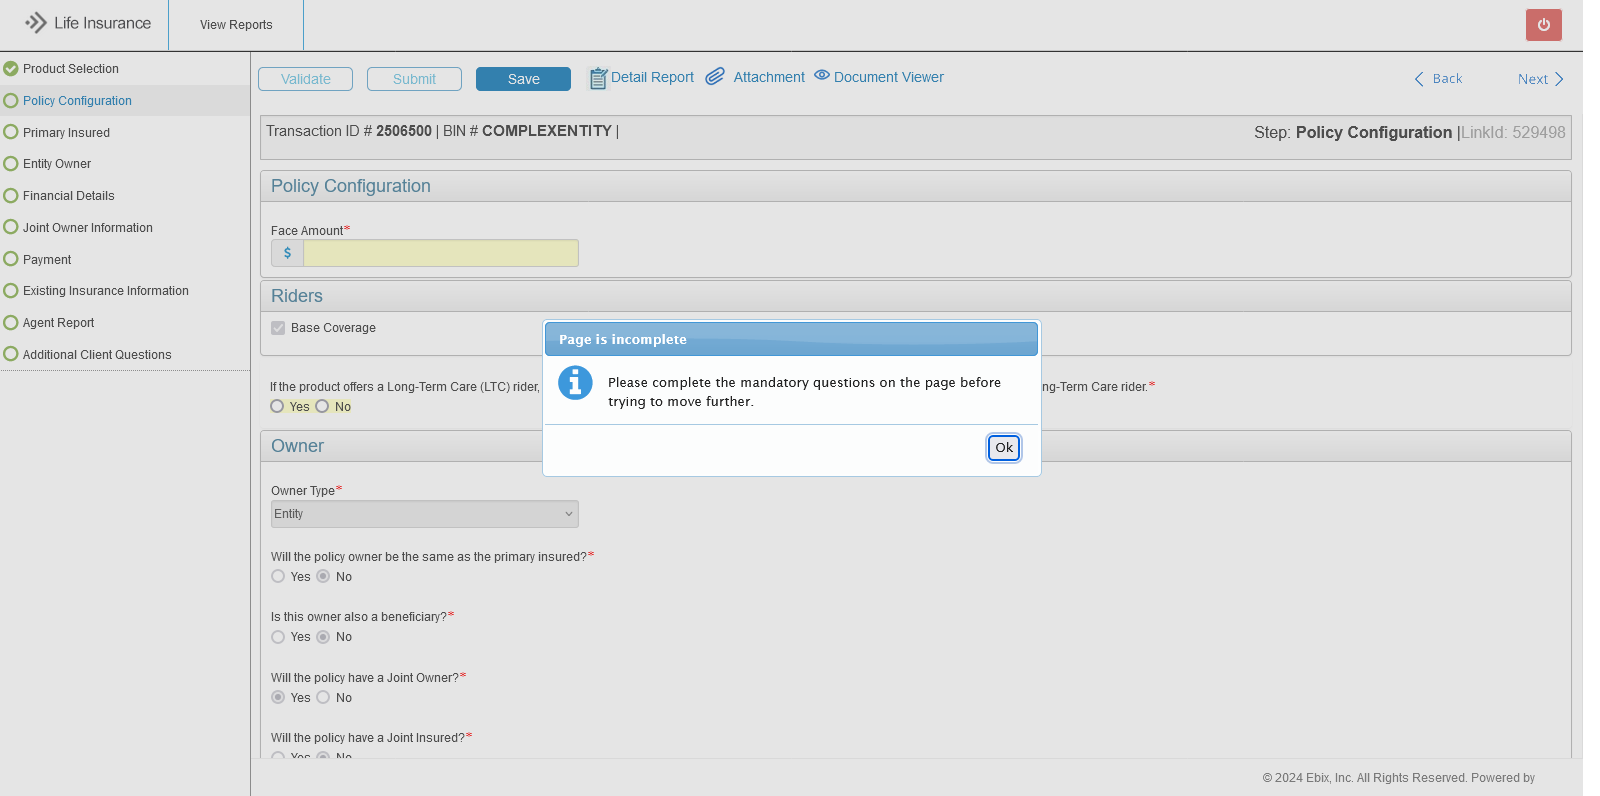 Life Insurance
View Reports
Product Selection
Policy Configuration
Primary Insured
Entity Owner
Financial Details
Joint Owner Information
Payment
Existing Insurance Information
Agent Report
Additional Client Questions
Validate Submit Save Detail Report Attachment Document Viewer Back Next
Transaction ID # 2506500 | BIN # COMPLEXENTITY |
Step: Policy Configuration |LinkId: 529498
Policy Configuration
Face Amount*
$
Riders
Base Coverage
If the product offers a Long-Term Care (LTC) rider, ng-Term Care rider.*
Yes No
Page is incomplete
Please complete the mandatory questions on the page before
trying to move further.
Ok
Owner
Owner Type*
Entity
Will the policy owner be the same as the primary insured?*
Yes No
Is this owner also a beneficiary?*
Yes No
Will the policy have a Joint Owner?*
Yes No
Will the policy have a Joint Insured?*
Yes No
© 2024 Ebix, Inc. All Rights Reserved. Powered by